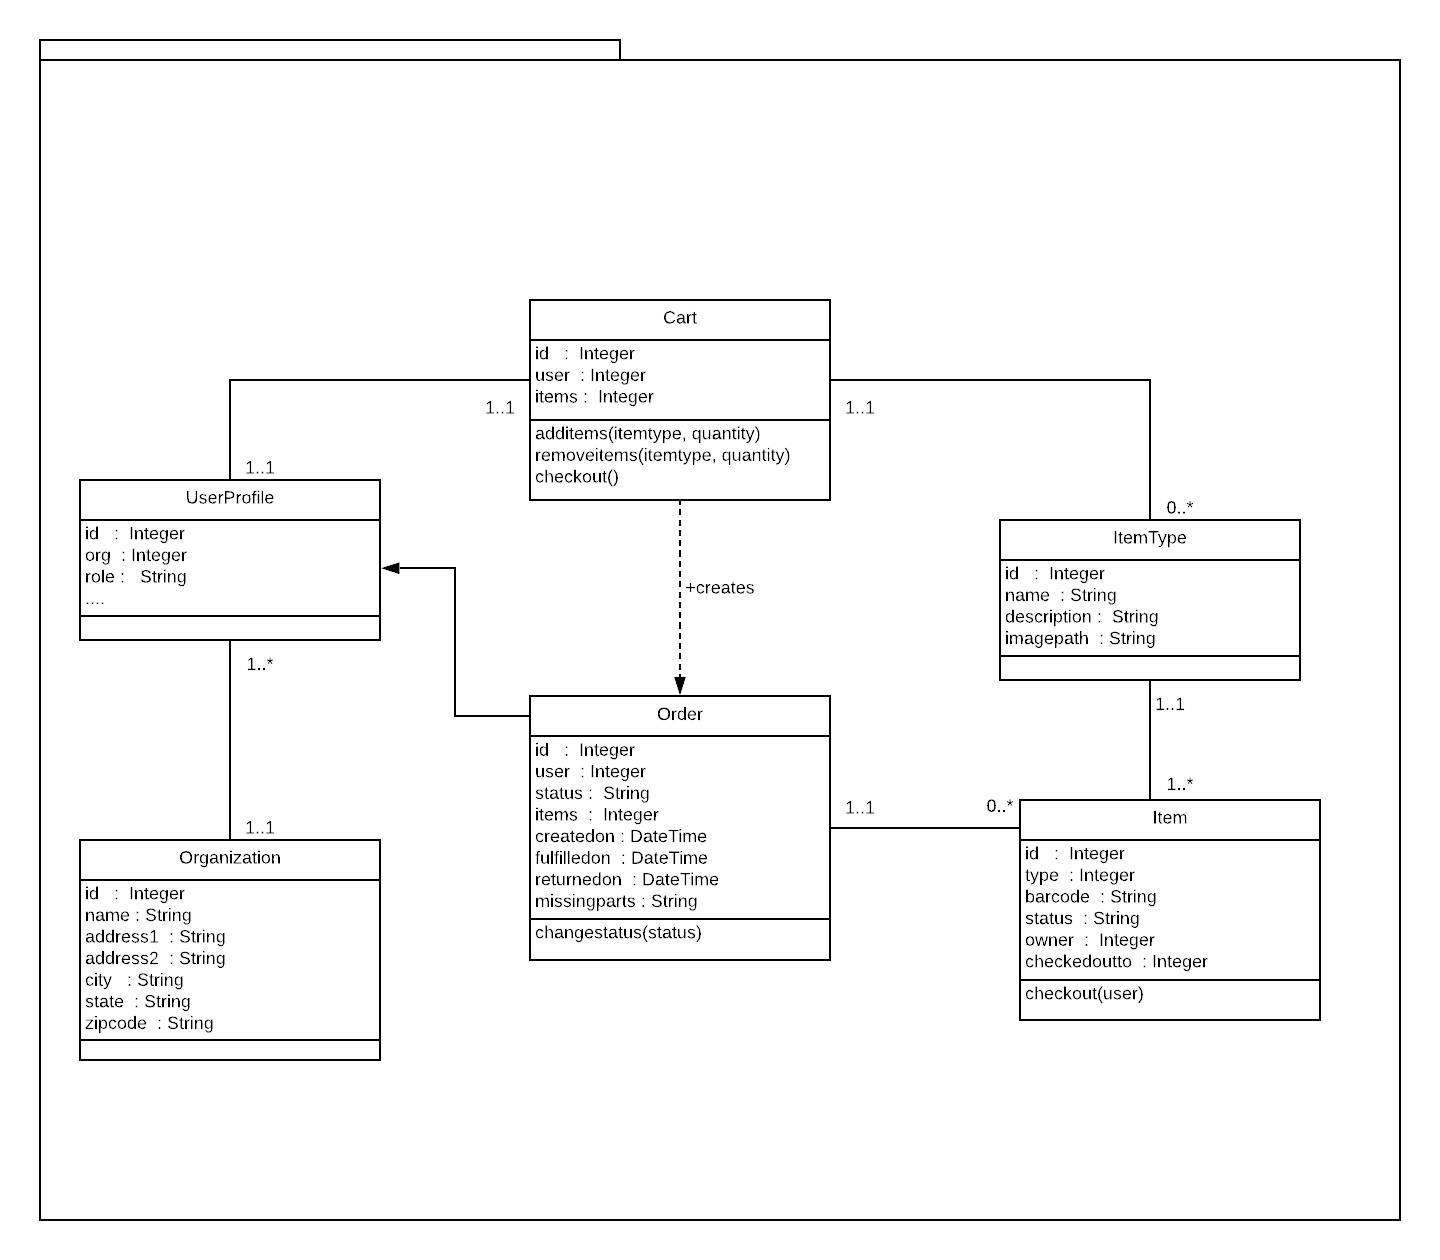 Cart
id : Integer
user : Integer
items : Integer
additems(itemtype, quantity)
removeitems(itemtype, quantity)
checkout()
1..1
1..1
1..1
UserProfile
id : Integer
org : Integer
role : String
....
1..*
0..*
ItemType
id : Integer
name : String
description : String
imagepath : String
1..1
1..*
+creates
Order
id : Integer
user : Integer
status : String
items : Integer
createdon : DateTime
fulfilledon : DateTime
returnedon : DateTime
missingparts : String
changestatus(status)
1..1
0..*
Item
id : Integer
type : Integer
barcode : String
status : String
owner : Integer
checkedoutto : Integer
checkout(user)
1..1
Organization
id : Integer
name : String
address1 : String
address2 : String
city : String
state : String
zipcode : String